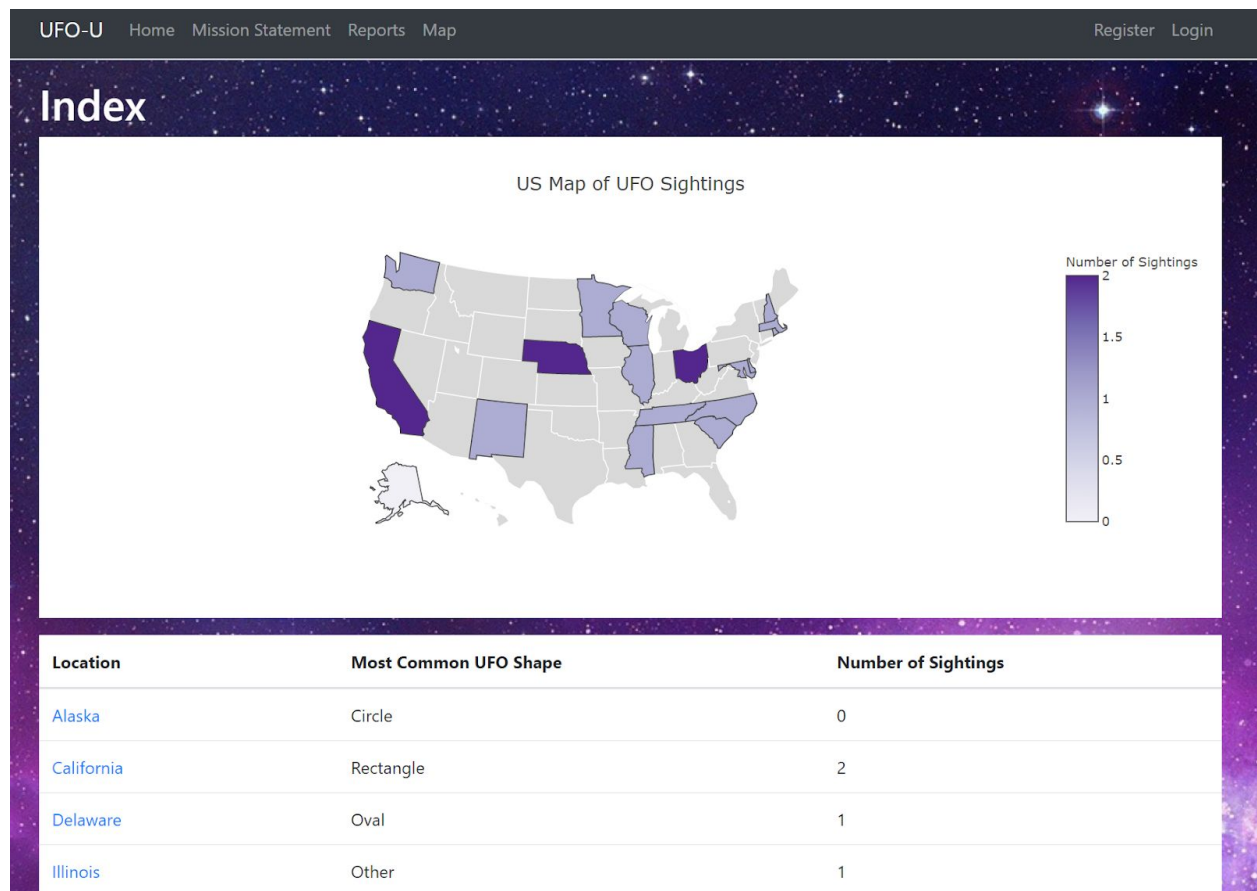 UFO-U Home Mission Statement Reports Map Register Login
Index
US Map of UFO Sightings
Number of Sightings
2
1.5
1
0.5
0
Location Most Common UFO Shape Number of Sightings
Alaska Circle 0
California Rectangle 2
Delaware Oval 1
Illinois Other 1